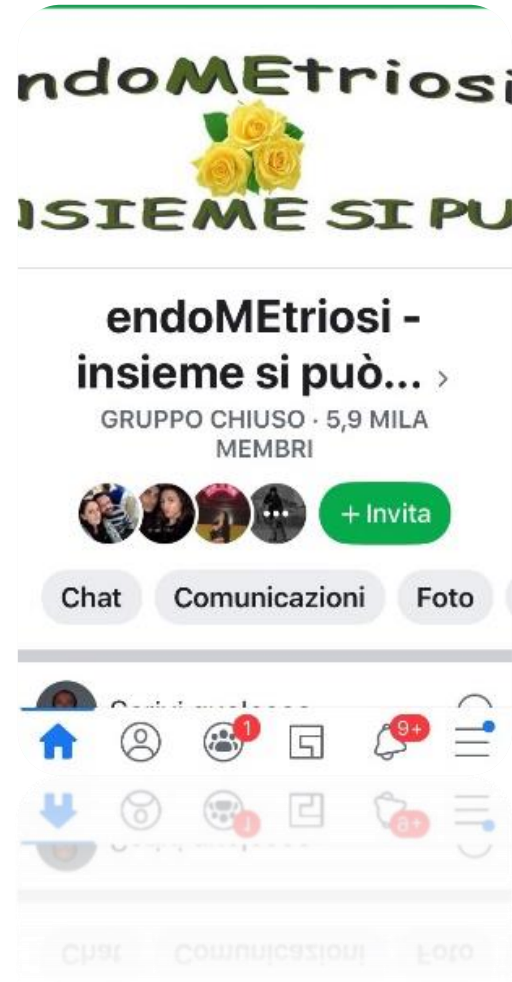 ndoMEtriosi
NSIEME SI PU
endoMEtriosi -
insieme si può... >
GRUPPO CHIUSO · 5,9 MILA
MEMBRI
+ Invita
Chat Comunicazioni Foto
1 9+